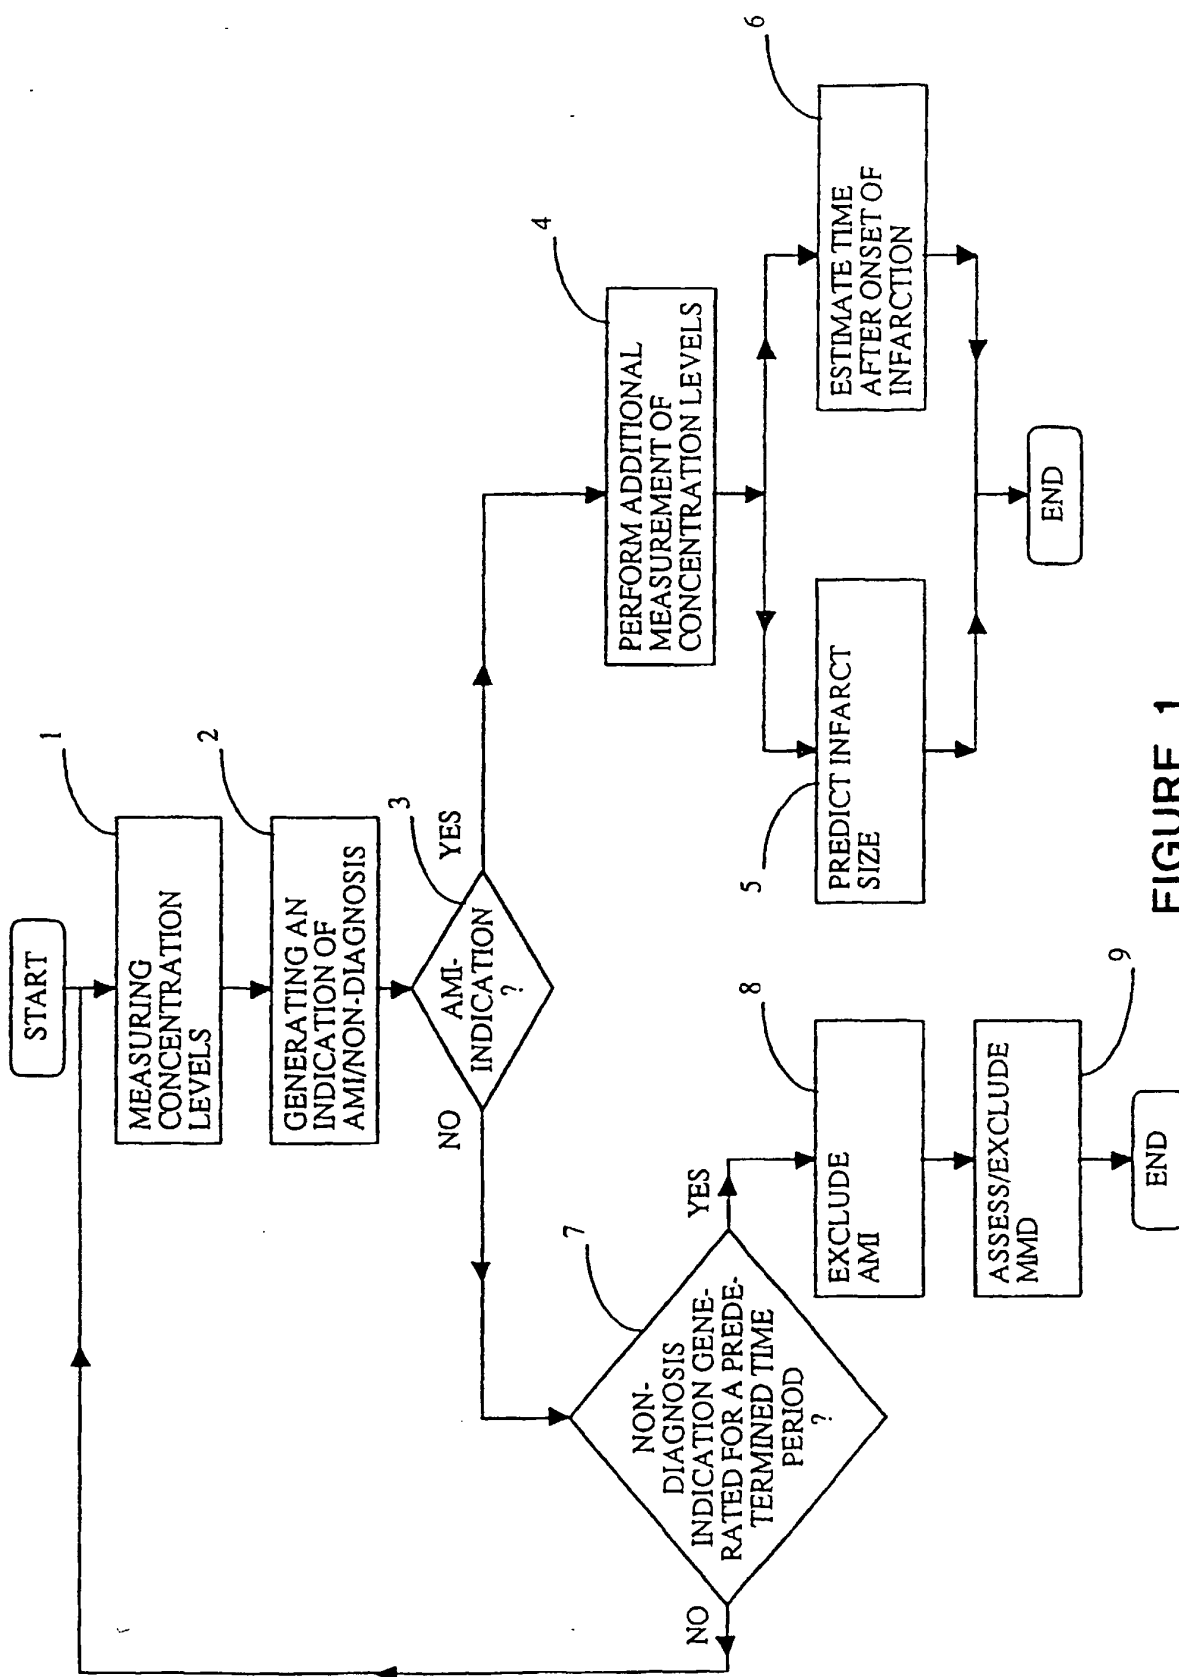 START
MEASURING
CONCENTRATION
LEVELS
1
GENERATING AN
INDICATION OF
AMI/NON-DIAGNOSIS
2
AMI-
INDICATION
?
3
YES
NO
PERFORM ADDITIONAL
MEASUREMENT OF
CONCENTRATION LEVELS
4
PREDICT INFARCT
SIZE
5
ESTIMATE TIME
AFTER ONSET OF
INFARCTION
6
END
NON-
DIAGNOSIS
INDICATION GENE-
RATED FOR A PREDE-
TERMINED TIME
PERIOD
?
7
YES
NO
EXCLUDE
AMI
8
ASSESS/EXCLUDE
MMD
9
END
FIGURE 1